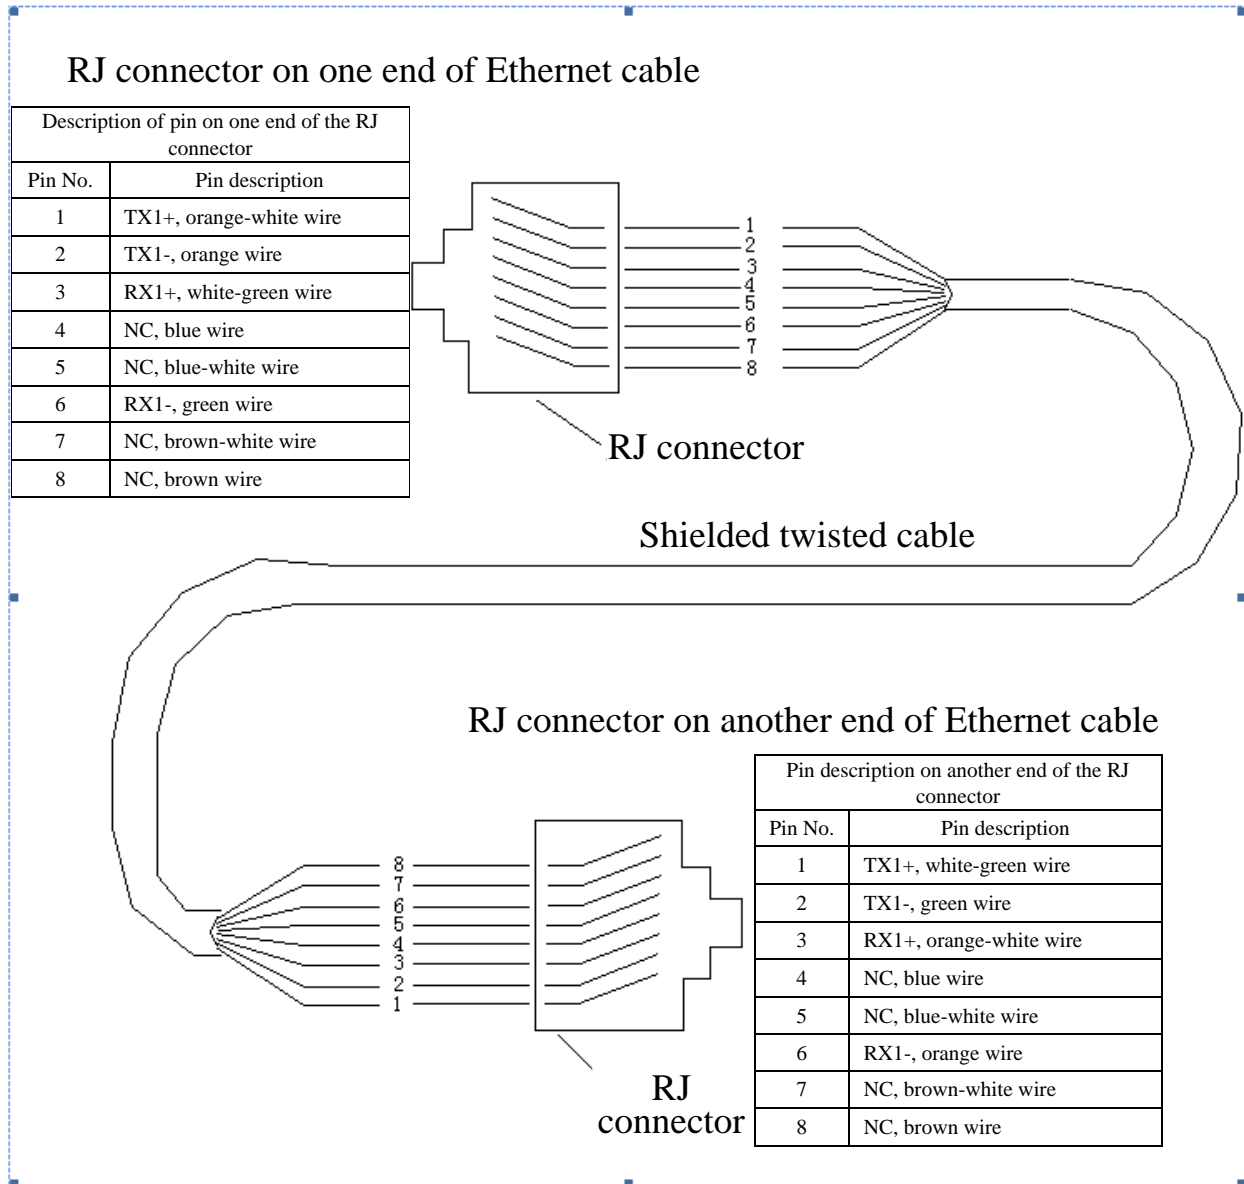 RJ connector on one end of Ethernet cable
Description of pin on one end of the RJ
connector
Pin No. Pin description
1 TX1+, orange-white wire
2 TX1-, orange wire
3 RX1+, white-green wire
4 NC, blue wire
5 NC, blue-white wire
6 RX1-, green wire
7 NC, brown-white wire
8 NC, brown wire
1
2
3
4
5
6
7
8
RJ connector
Shielded twisted cable
RJ connector on another end of Ethernet cable
8
7
6
5
4
3
2
1
RJ
connector
Pin description on another end of the RJ
connector
Pin No. Pin description
1 TX1+, white-green wire
2 TX1-, green wire
3 RX1+, orange-white wire
4 NC, blue wire
5 NC, blue-white wire
6 RX1-, orange wire
7 NC, brown-white wire
8 NC, brown wire